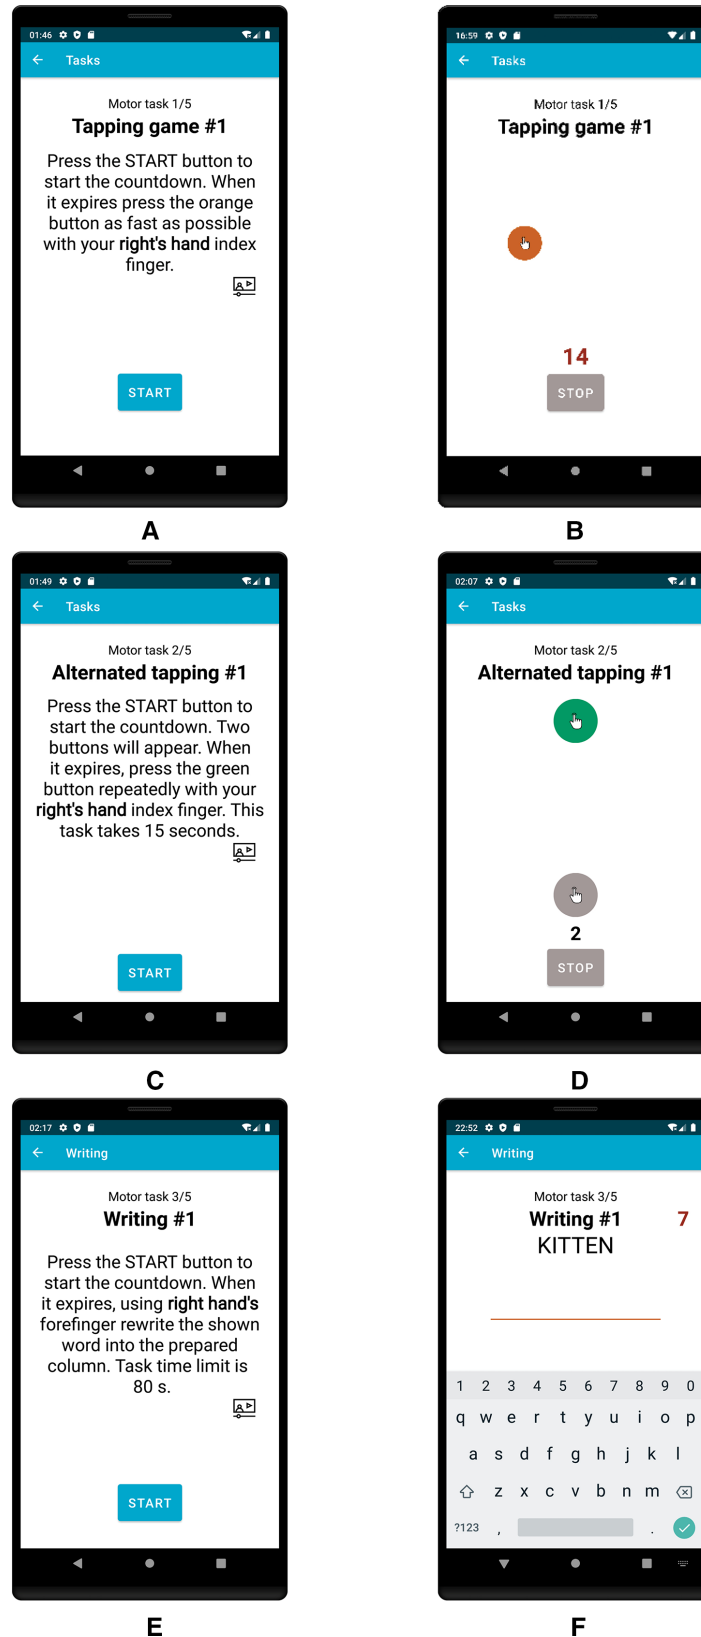 01:46
Tasks
Motor task 1/5
Tapping game #1
Press the START button to
start the countdown. When
it expires press the orange
button as fast as possible
with your right's hand index
finger.
START
A
16:59
Tasks
Motor task 1/5
Tapping game #1
14
STOP
B
01:49
Tasks
Motor task 2/5
Alternated tapping #1
Press the START button to
start the countdown. Two
buttons will appear. When
it expires, press the green
button repeatedly with your
right's hand index finger. This
task takes 15 seconds.
START
C
02:07
Tasks
Motor task 2/5
Alternated tapping #1
2
STOP
D
02:17
Writing
Motor task 3/5
Writing #1
Press the START button to
start the countdown. When
it expires, using right hand's
forefinger rewrite the shown
word into the prepared
column. Task time limit is
80 s.
START
E
22:52
Writing
Motor task 3/5
Writing #1 7
KITTEN
1 2 3 4 5 6 7 8 9 0
q w e r t y u i o p
a s d f g h j k l
z x c v b n m
?123 , .
F